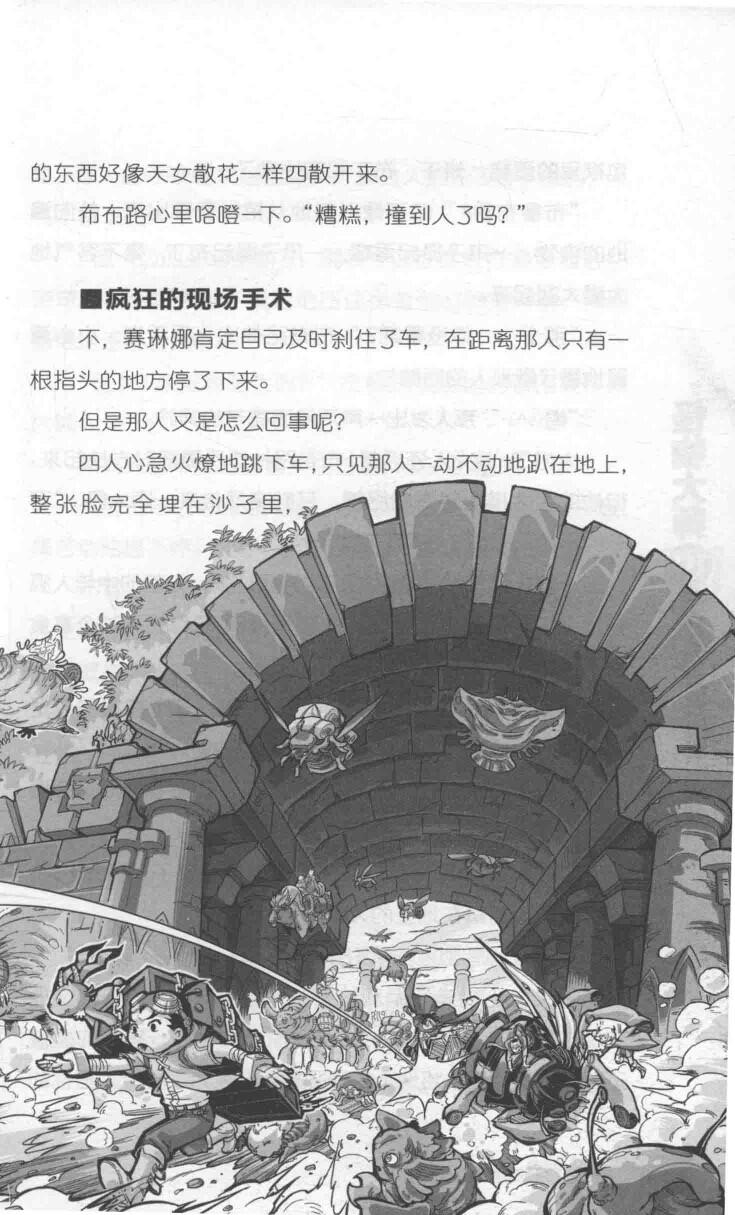 的东西好像天女散花一样四散开来。
布布路心里咯噔一下。“糟糕，撞到人了吗？”
疯狂的现场手术
不，赛琳娜肯定自己及时刹住了车，在距离那人只有一
根指头的地方停了下来。
但是那人又是怎么回事呢？
四人心急火燎地跳下车，只见那人一动不动地趴在地上，
整张脸完全埋在沙子里，